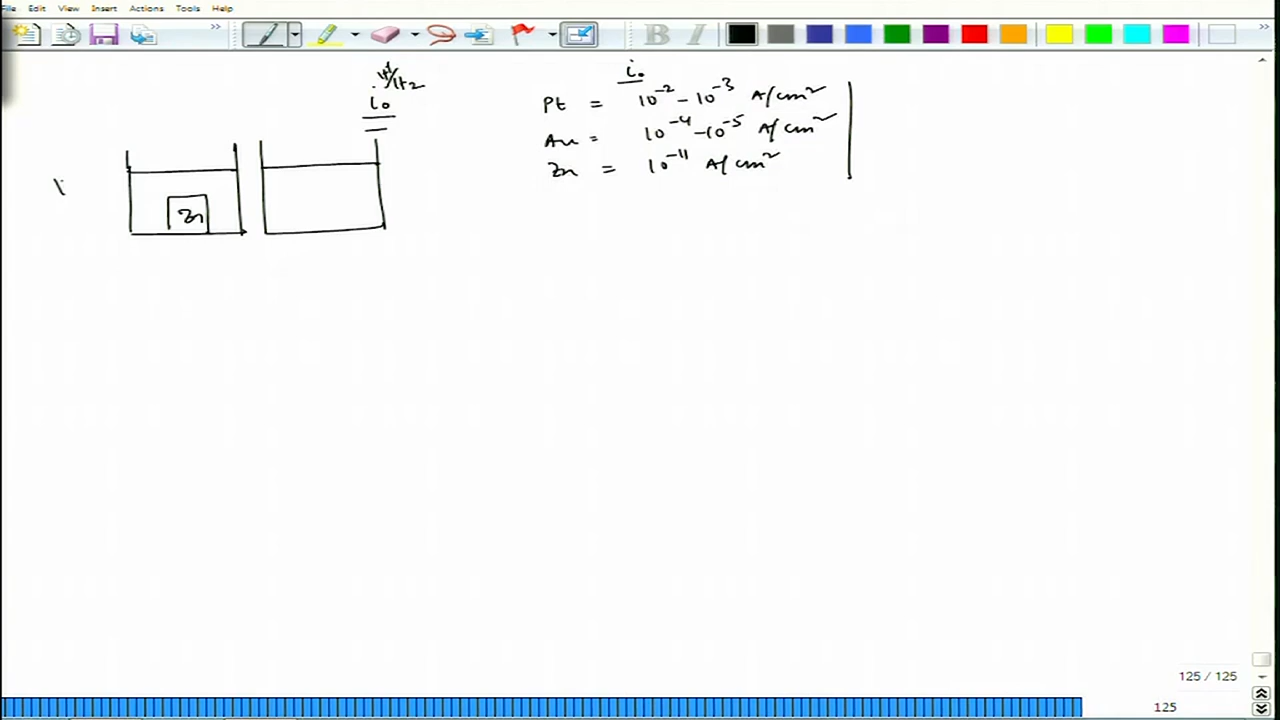 File Edit View Insert Actions Tools Help
B I
H⁺/H2
i₀
i₀
Pt = 10⁻² - 10⁻³ A/cm²
Au = 10⁻⁴ - 10⁻⁵ A/cm²
Zn = 10⁻¹¹ A/cm²
Zn
125 / 125
125